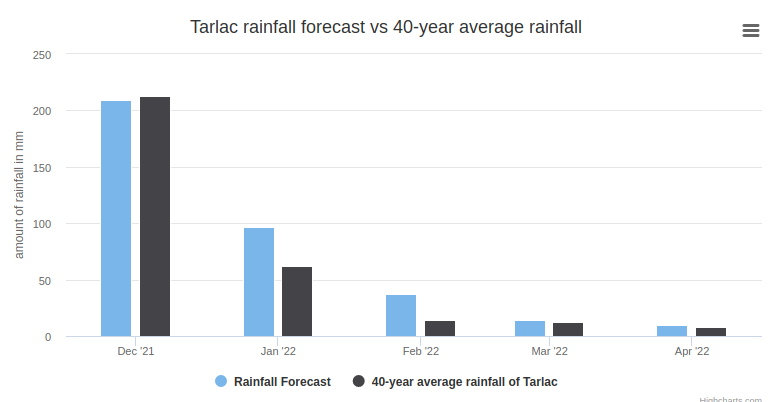 Tarlac rainfall forecast vs 40-year average rainfall
amount of rainfall in mm
250
200
150
100
50
0
Dec '21
Jan '22
Feb '22
Mar '22
Apr '22
Rainfall Forecast
40-year average rainfall of Tarlac
Highcharts.com